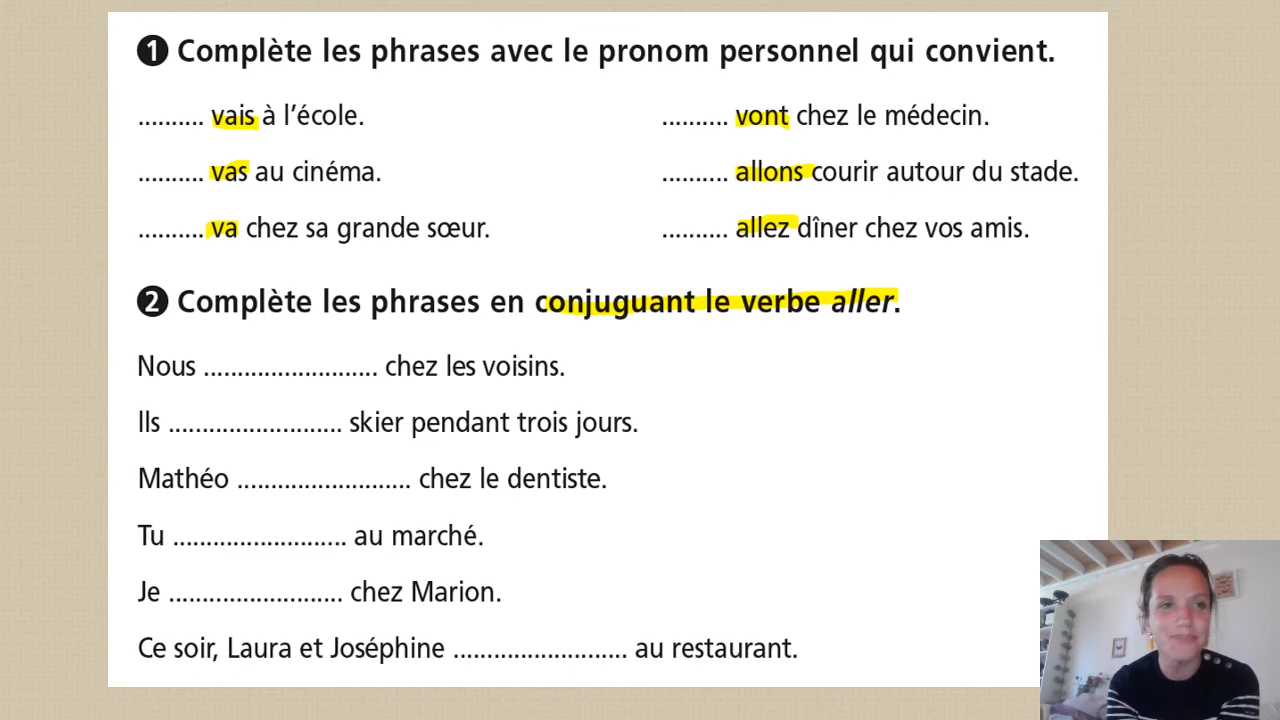 ❶ Complète les phrases avec le pronom personnel qui convient.
.......... vais à l’école.
.......... vont chez le médecin.
.......... vas au cinéma.
.......... allons courir autour du stade.
.......... va chez sa grande sœur.
.......... allez dîner chez vos amis.
❷ Complète les phrases en conjuguant le verbe aller.
Nous .......................... chez les voisins.
Ils .......................... skier pendant trois jours.
Mathéo .......................... chez le dentiste.
Tu .......................... au marché.
Je .......................... chez Marion.
Ce soir, Laura et Joséphine .......................... au restaurant.